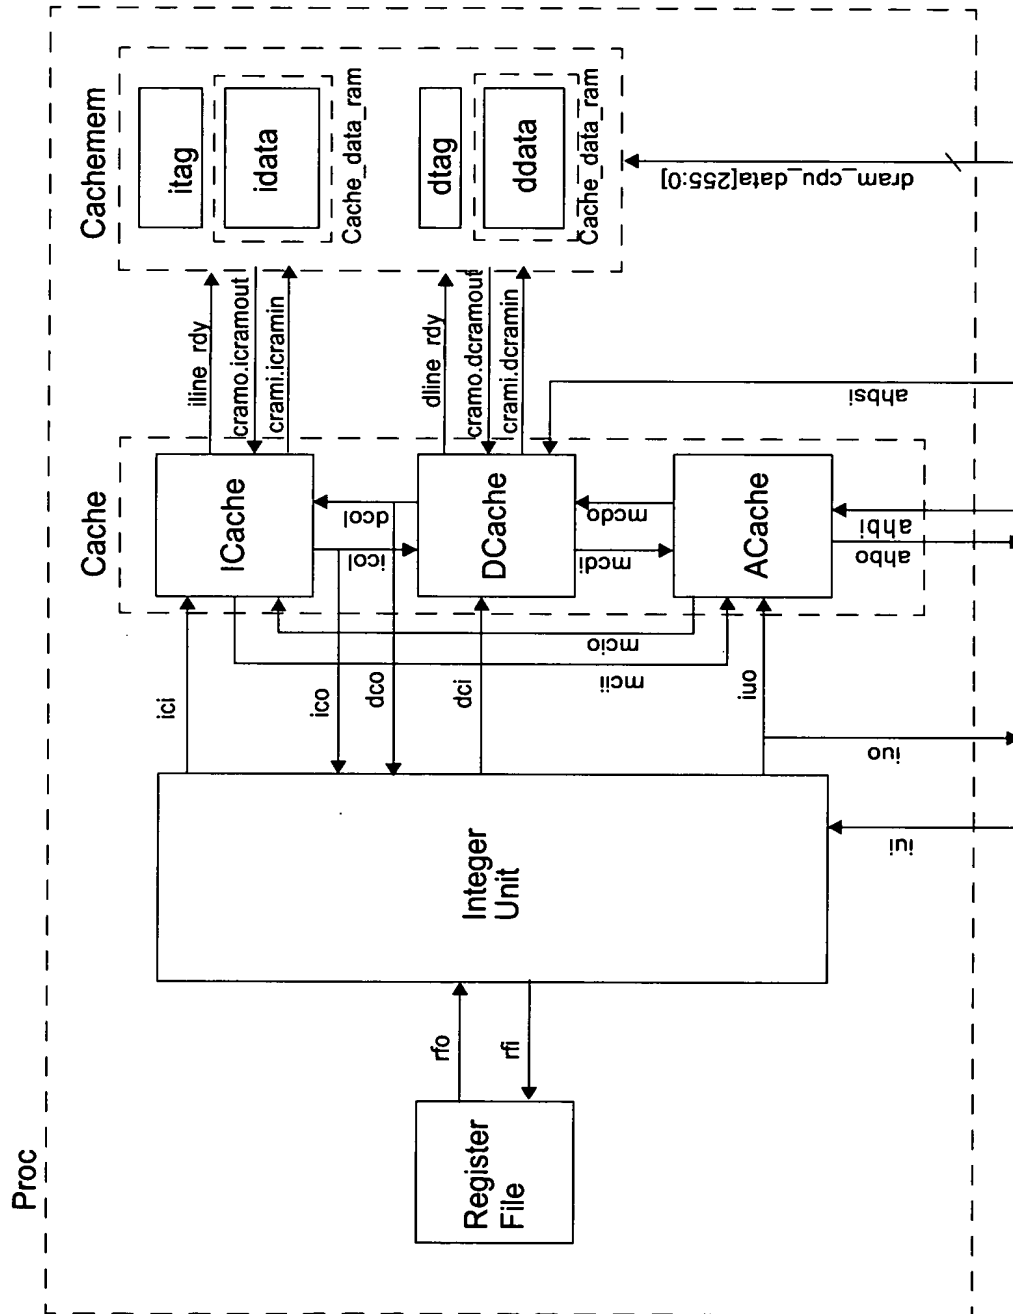 Proc
Cachemem
itag
idata
Cache_data_ram
dtag
ddata
Cache_data_ram
dram_cpu_data[255:0]
iline_rdy
cramo.icramout
crami.icramin
dline_rdy
cramo.dcramout
crami.dcramin
ahbsi
Cache
ICache
dcol
icol
DCache
mcdo
mcdi
ACache
ahbi
ahbo
mcio
mcii
ici
ico
dco
dci
iuo
iuo
Integer
Unit
iui
rfo
rfi
Register
File